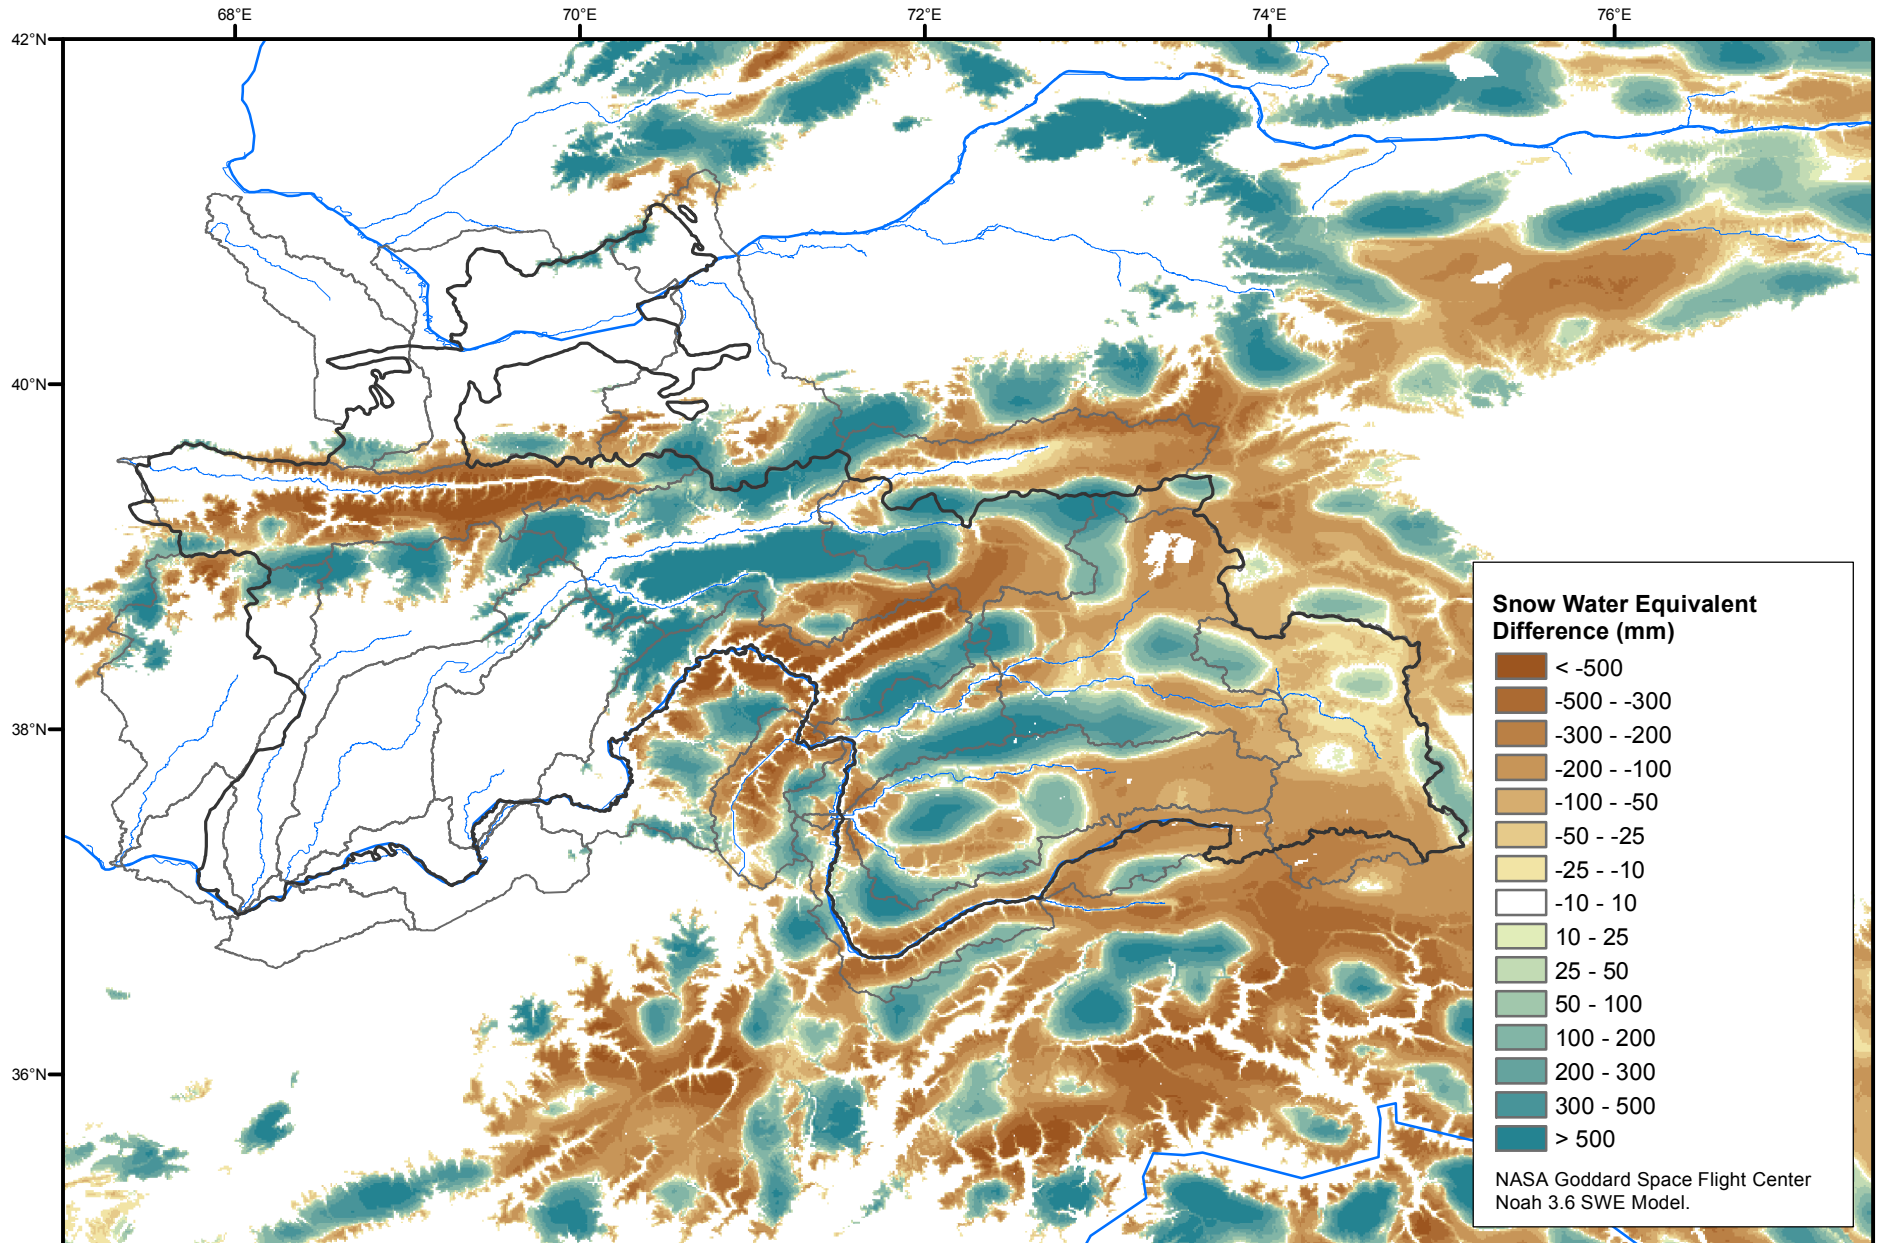 68°E 70°E 72°E 74°E 76°E
42°N
40°N
38°N
36°N
Snow Water Equivalent
Difference (mm)
< -500
-500 - -300
-300 - -200
-200 - -100
-100 - -50
-50 - -25
-25 - -10
-10 - 10
10 - 25
25 - 50
50 - 100
100 - 200
200 - 300
300 - 500
> 500
NASA Goddard Space Flight Center
Noah 3.6 SWE Model.